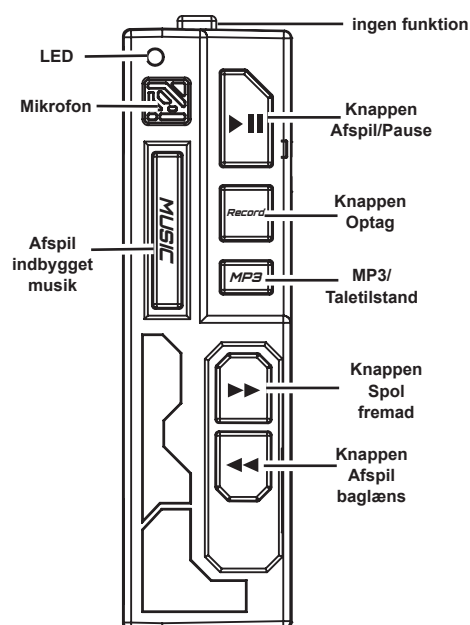 ingen funktion
LED
Mikrofon
Knappen
Afspil/Pause
Record
Knappen
Optag
MUSIC
Afspil
indbygget
musik
MP3
MP3/
Taletilstand
Knappen
Spol
fremad
Knappen
Afspil
baglæns